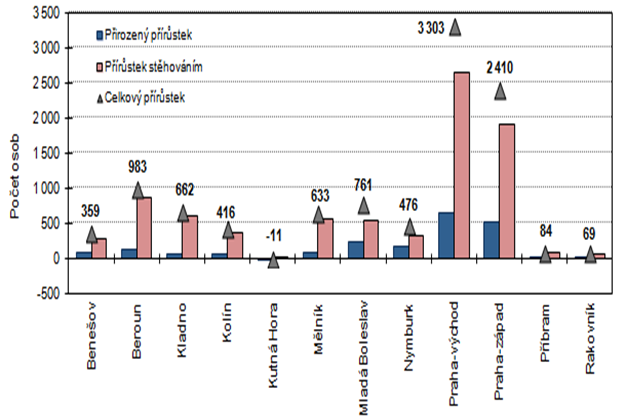 Přirozený přírůstek
Přírůstek stěhováním
Celkový přírůstek
Počet osob
3 500
3 000
2 500
2 000
1 500
1 000
500
0
-500
359
983
662
416
-11
633
761
476
3 303
2 410
84
69
Benešov
Beroun
Kladno
Kolín
Kutná Hora
Mělník
Mladá Boleslav
Nymburk
Praha-východ
Praha-západ
Příbram
Rakovník